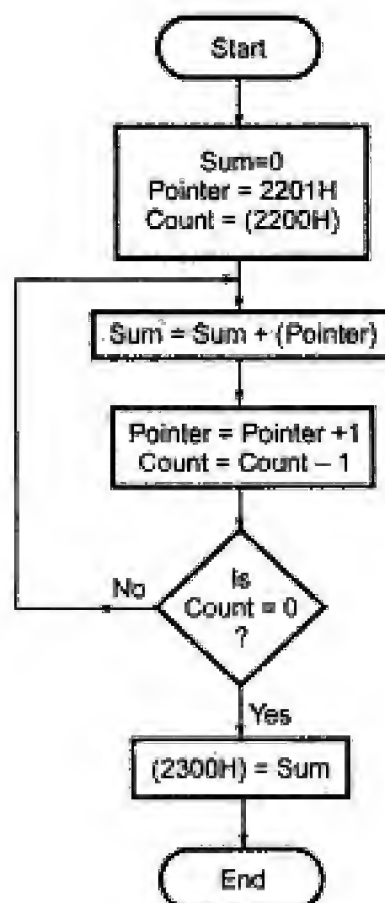 Start
Sum=0
Pointer = 2201H
Count = (2200H)
Sum = Sum + (Pointer)
Pointer = Pointer +1
Count = Count – 1
Is
Count = 0
?
No
Yes
(2300H) = Sum
End